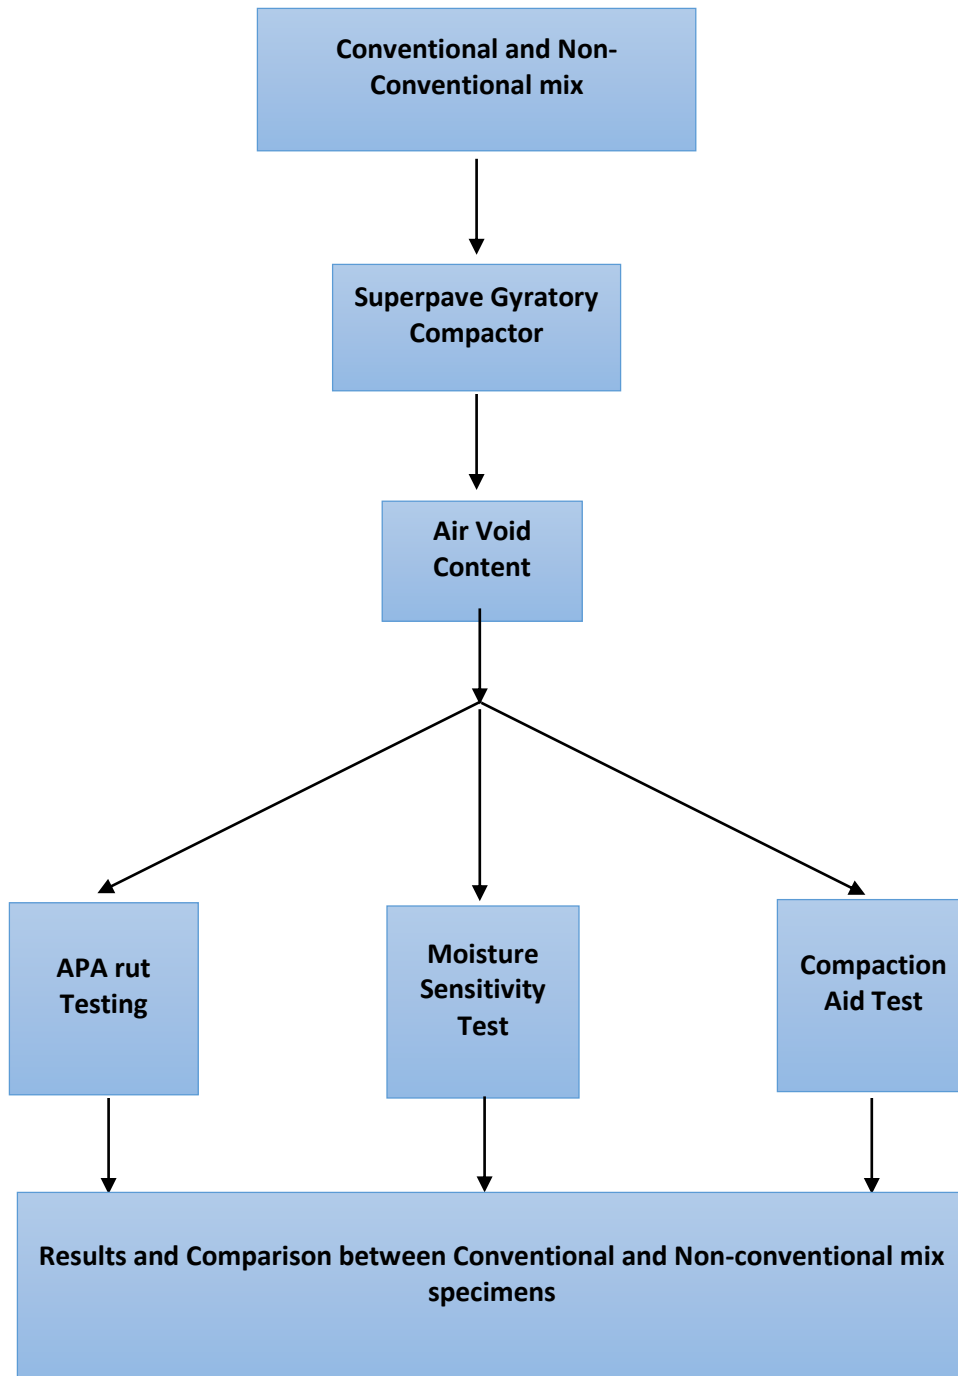 Conventional and Non-
Conventional mix
Superpave Gyratory
Compactor
Air Void
Content
APA rut
Testing
Moisture
Sensitivity
Test
Compaction
Aid Test
Results and Comparison between Conventional and Non-conventional mix
specimens